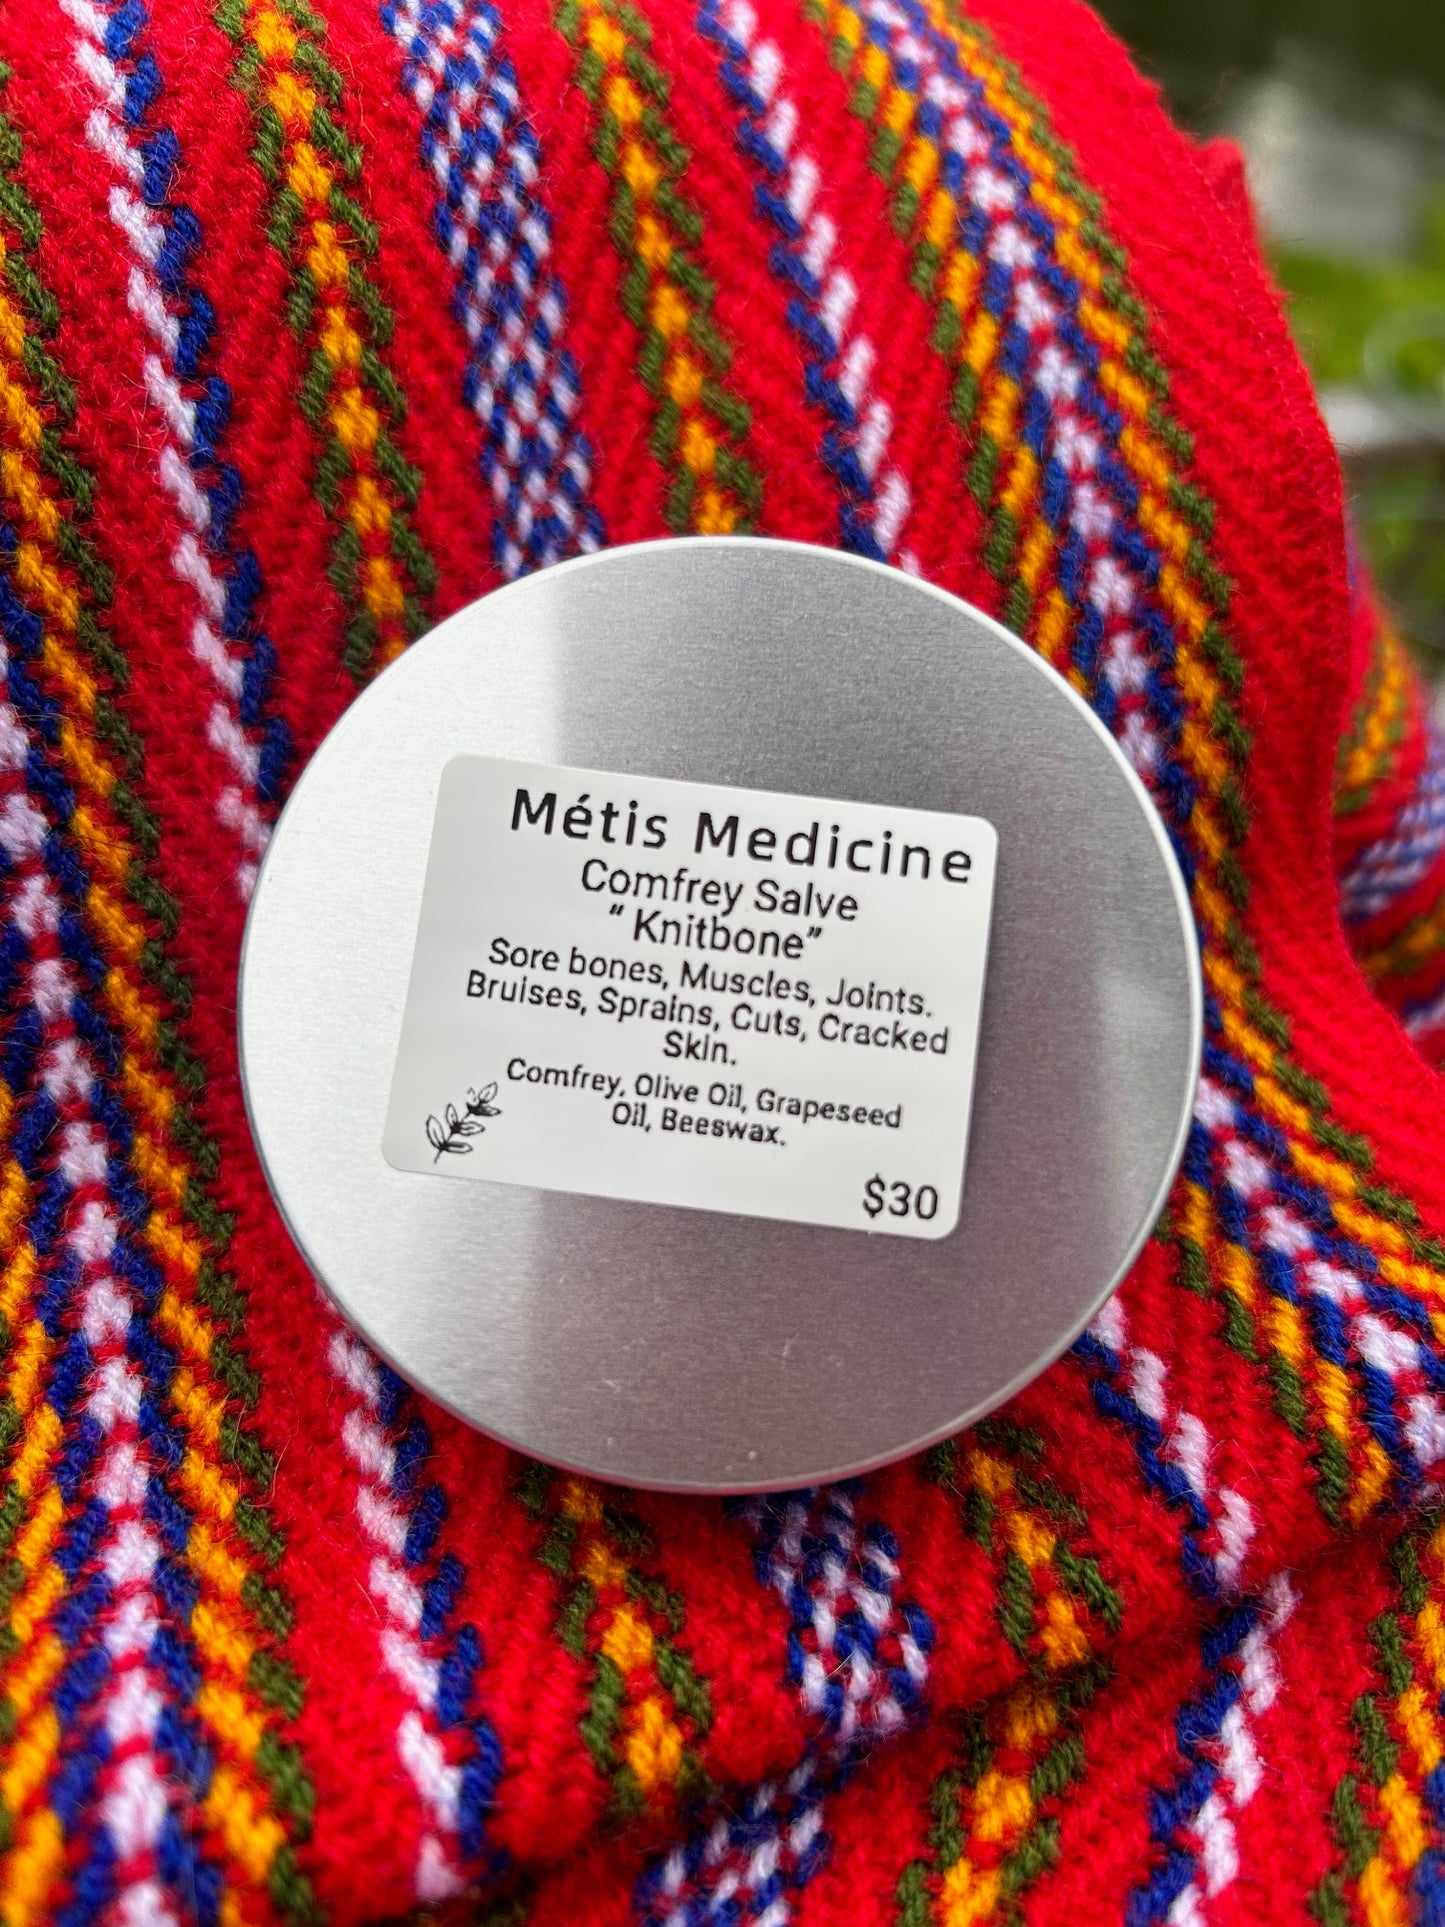 Métis Medicine
Comfrey Salve
“ Knitbone”
Sore bones, Muscles, Joints.
Bruises, Sprains, Cuts, Cracked
Skin.
Comfrey, Olive Oil, Grapeseed
Oil, Beeswax.
$30